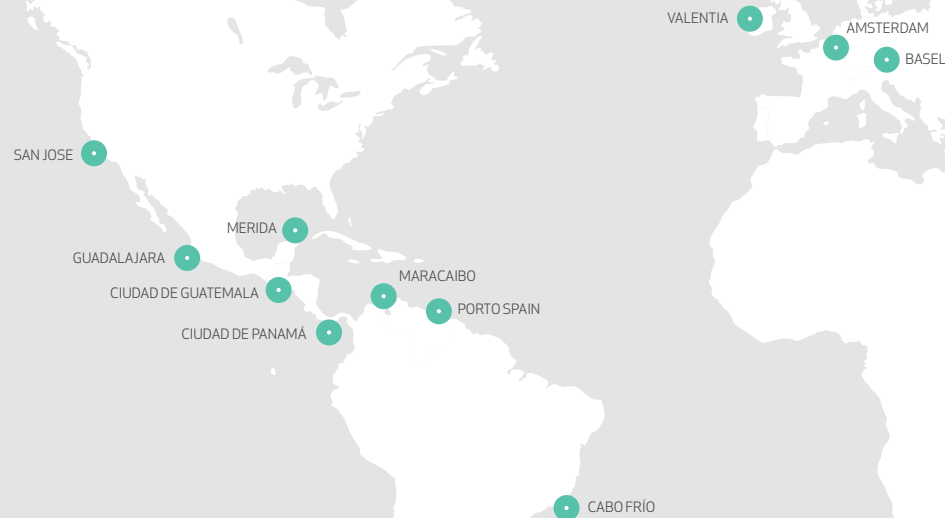 VALENTIA
AMSTERDAM
BASEL
SAN JOSE
MERIDA
GUADALAJARA
MARACAIBO
CIUDAD DE GUATEMALA
PORTO SPAIN
CIUDAD DE PANAMÁ
CABO FRÍO